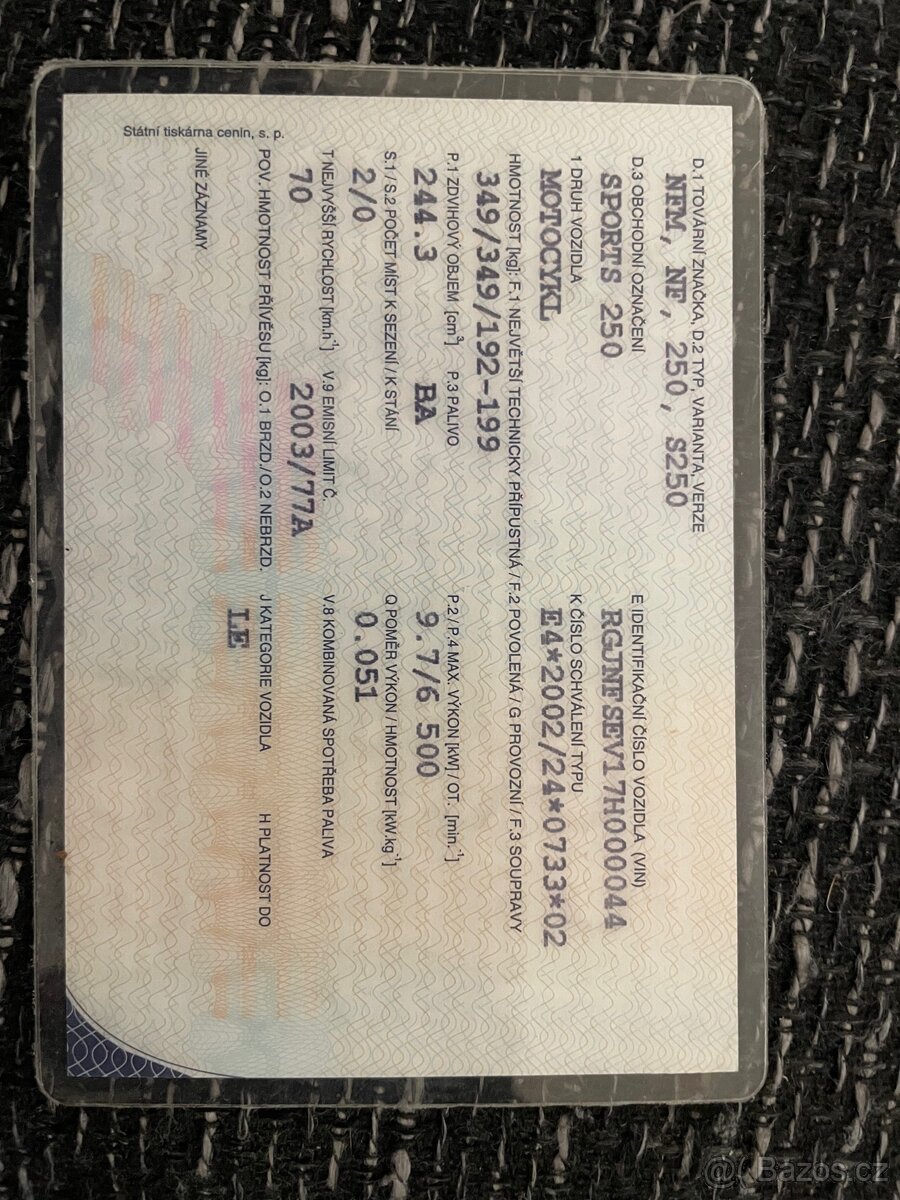 D.1 TOVÁRNÍ ZNAČKA, D.2 TYP, VARIANTA, VERZE
NFM, NF, 250, S250
D.3 OBCHODNÍ OZNAČENÍ E IDENTIFIKAČNÍ ČÍSLO VOZIDLA (VIN)
SPORTS 250 RGJNFSEV17H000044
1 DRUH VOZIDLA K ČÍSLO SCHVÁLENÍ TYPU
MOTOCYKL E4*2002/24*0733*02
HMOTNOST [kg]: F.1 NEJVĚTŠÍ TECHNICKY PŘÍPUSTNÁ / F.2 POVOLENÁ / G PROVOZNÍ / F.3 SOUPRAVY
349/349/192-199
P.1 ZDVIHOVÝ OBJEM [cm³] P.3 PALIVO P.2 / P.4 MAX. VÝKON [kW] / OT. [min.⁻¹]
244.3 BA 9.7/6 500
S.1 / S.2 POČET MÍST K SEZENÍ / K STÁNÍ Q POMĚR VÝKON / HMOTNOST [kW.kg⁻¹]
2/0 0.051
T NEJVYŠŠÍ RYCHLOST [km.h⁻¹] V.9 EMISNÍ LIMIT Č. V.8 KOMBINOVANÁ SPOTŘEBA PALIVA
70 2003/77A
POV. HMOTNOST PŘÍVĚSU [kg]: O.1 BRZD./O.2 NEBRZD. J KATEGORIE VOZIDLA H PLATNOST DO
LE
JINÉ ZÁZNAMY
Státní tiskárna cenin, s. p.
@( Bazos.cz